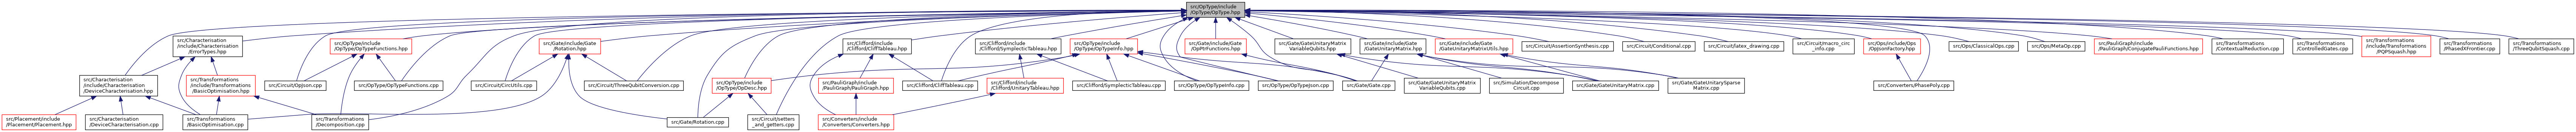 src/OpType/include
/OpType/OpType.hpp
src/Characterisation
/include/Characterisation
/ErrorTypes.hpp
src/OpType/include
/OpType/OpTypeFunctions.hpp
src/Gate/include/Gate
/Rotation.hpp
src/Clifford/include
/Clifford/CliffTableau.hpp
src/Clifford/include
/Clifford/SymplecticTableau.hpp
src/OpType/include
/OpType/OpTypeInfo.hpp
src/Gate/include/Gate
/OpPtrFunctions.hpp
src/Gate/GateUnitaryMatrix
VariableQubits.hpp
src/Gate/include/Gate
/GateUnitaryMatrix.hpp
src/Gate/include/Gate
/GateUnitaryMatrixUtils.hpp
src/Circuit/AssertionSynthesis.cpp
src/Circuit/Conditional.cpp
src/Circuit/latex_drawing.cpp
src/Circuit/macro_circ
_info.cpp
src/Ops/include/Ops
/OpJsonFactory.hpp
src/Ops/ClassicalOps.cpp
src/Ops/MetaOp.cpp
src/PauliGraph/include
/PauliGraph/ConjugatePauliFunctions.hpp
src/Transformations
/ContextualReduction.cpp
src/Transformations
/ControlledGates.cpp
src/Transformations
/include/Transformations
/PQPSquash.hpp
src/Transformations
/PhasedXFrontier.cpp
src/Transformations
/ThreeQubitSquash.cpp
src/Characterisation
/include/Characterisation
/DeviceCharacterisation.hpp
src/Transformations
/include/Transformations
/BasicOptimisation.hpp
src/Circuit/OpJson.cpp
src/OpType/OpTypeFunctions.cpp
src/Circuit/CircUtils.cpp
src/Circuit/ThreeQubitConversion.cpp
src/OpType/include
/OpType/OpDesc.hpp
src/PauliGraph/include
/PauliGraph/PauliGraph.hpp
src/Clifford/CliffTableau.cpp
src/Clifford/include
/Clifford/UnitaryTableau.hpp
src/Clifford/SymplecticTableau.cpp
src/OpType/OpTypeInfo.cpp
src/OpType/OpTypeJson.cpp
src/Gate/Gate.cpp
src/Gate/GateUnitaryMatrix
VariableQubits.cpp
src/Simulation/Decompose
Circuit.cpp
src/Gate/GateUnitaryMatrix.cpp
src/Gate/GateUnitarySparse
Matrix.cpp
src/Converters/PhasePoly.cpp
src/Placement/include
/Placement/Placement.hpp
src/Characterisation
/DeviceCharacterisation.cpp
src/Transformations
/BasicOptimisation.cpp
src/Transformations
/Decomposition.cpp
src/Gate/Rotation.cpp
src/Circuit/setters
_and_getters.cpp
src/Converters/include
/Converters/Converters.hpp